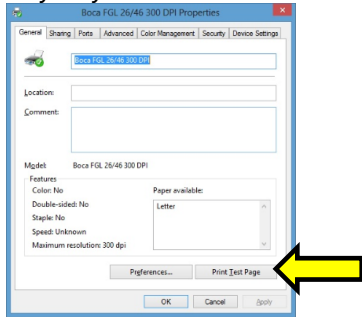 Boca FGL 26/46 300 DPI Properties
General Sharing Ports Advanced Color Management Security Device Settings
Boca FGL 26/46 300 DPI
Location:
Comment:
Model: Boca FGL 26/46 300 DPI
Features
Color: No Paper available:
Double-sided: No Letter
Staple: No
Speed: Unknown
Maximum resolution: 300 dpi
Preferences... Print Test Page
OK Cancel Apply